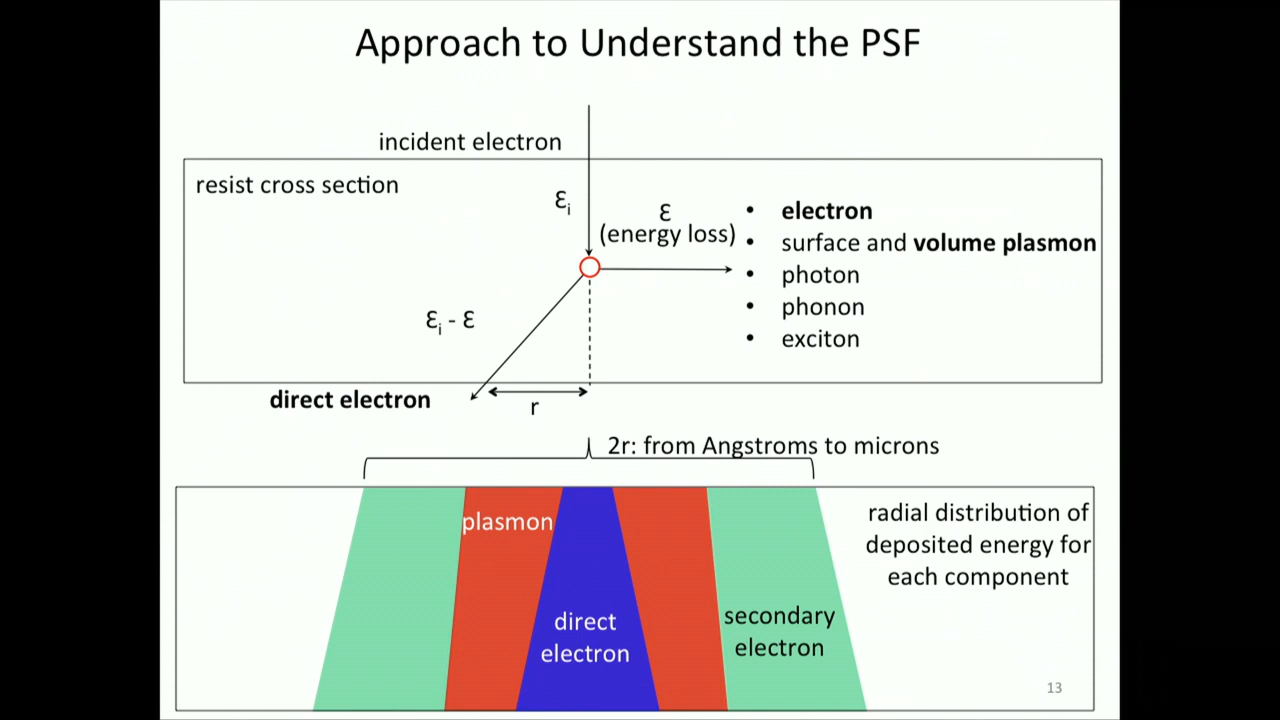 Approach to Understand the PSF
incident electron
resist cross section
Ɛi
Ɛ
(energy loss)
• electron
• surface and volume plasmon
• photon
• phonon
• exciton
Ɛi - Ɛ
direct electron
r
2r: from Angstroms to microns
plasmon
direct
electron
secondary
electron
radial distribution of
deposited energy for
each component
13